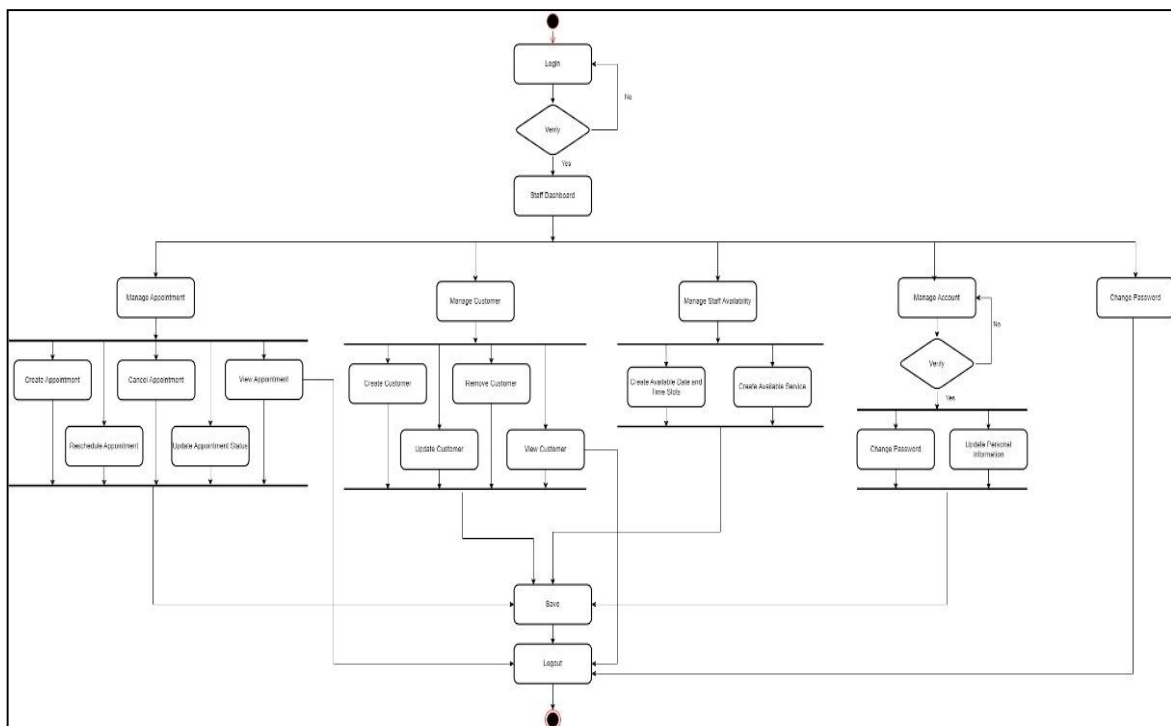 Login
No
Verify
Yes
Staff Dashboard
Manage Appointment
Manage Customer
Manage Staff Availability
Manage Account
Change Password
No
Verify
Yes
Create Appointment
Cancel Appointment
View Appointment
Reschedule Appointment
Update Appointment Status
Create Customer
Remove Customer
Update Customer
View Customer
Create Available Date and
Time Slots
Create Available Service
Change Password
Update Personal
Information
Save
Logout